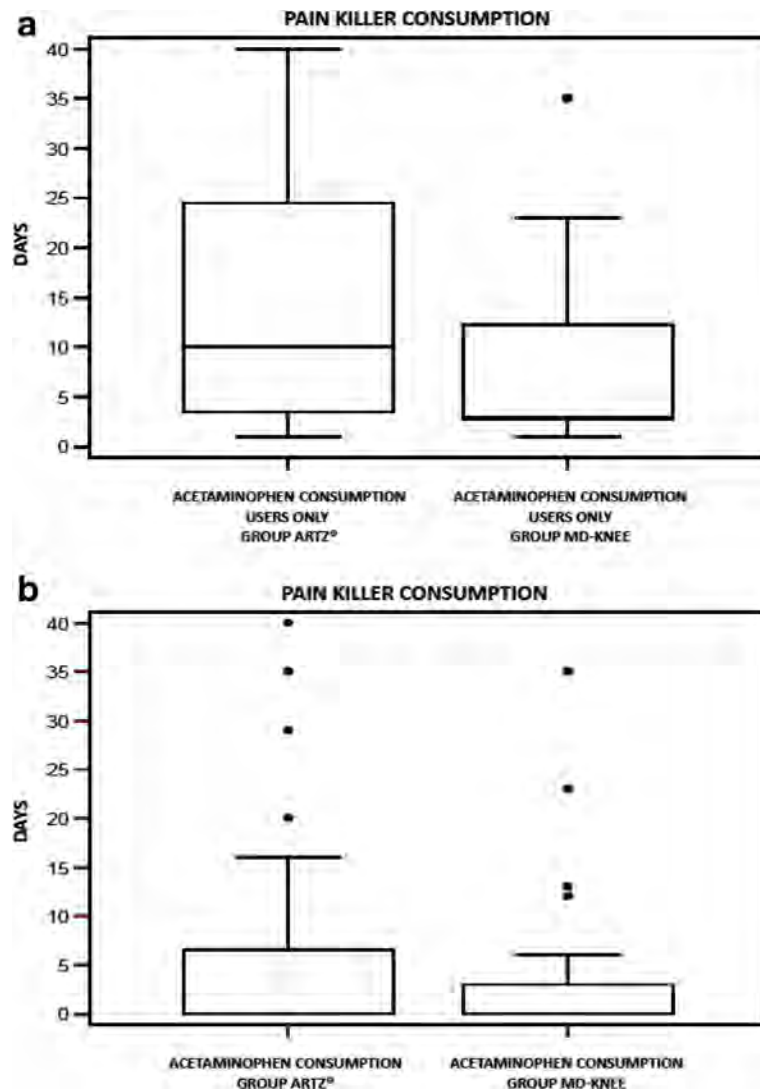 a
PAIN KILLER CONSUMPTION
40
35
30
25
20
15
10
5
0
DAYS
ACETAMINOPHEN CONSUMPTION
USERS ONLY
GROUP ARTZ®
ACETAMINOPHEN CONSUMPTION
USERS ONLY
GROUP MD-KNEE
b
PAIN KILLER CONSUMPTION
40
35
30
25
20
15
10
5
0
DAYS
ACETAMINOPHEN CONSUMPTION
GROUP ARTZ®
ACETAMINOPHEN CONSUMPTION
GROUP MD-KNEE